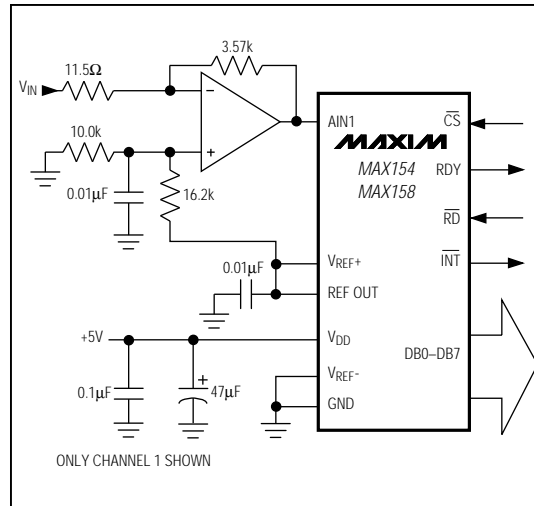 3.57k
11.5Ω
VIN
−
+
10.0k
0.01μF
16.2k
AIN1
MAXIM
MAX154
MAX158
CS
RDY
RD
INT
0.01μF
VREF+
REF OUT
+5V
VDD
DB0–DB7
VREF-
GND
0.1μF
+
47μF
ONLY CHANNEL 1 SHOWN